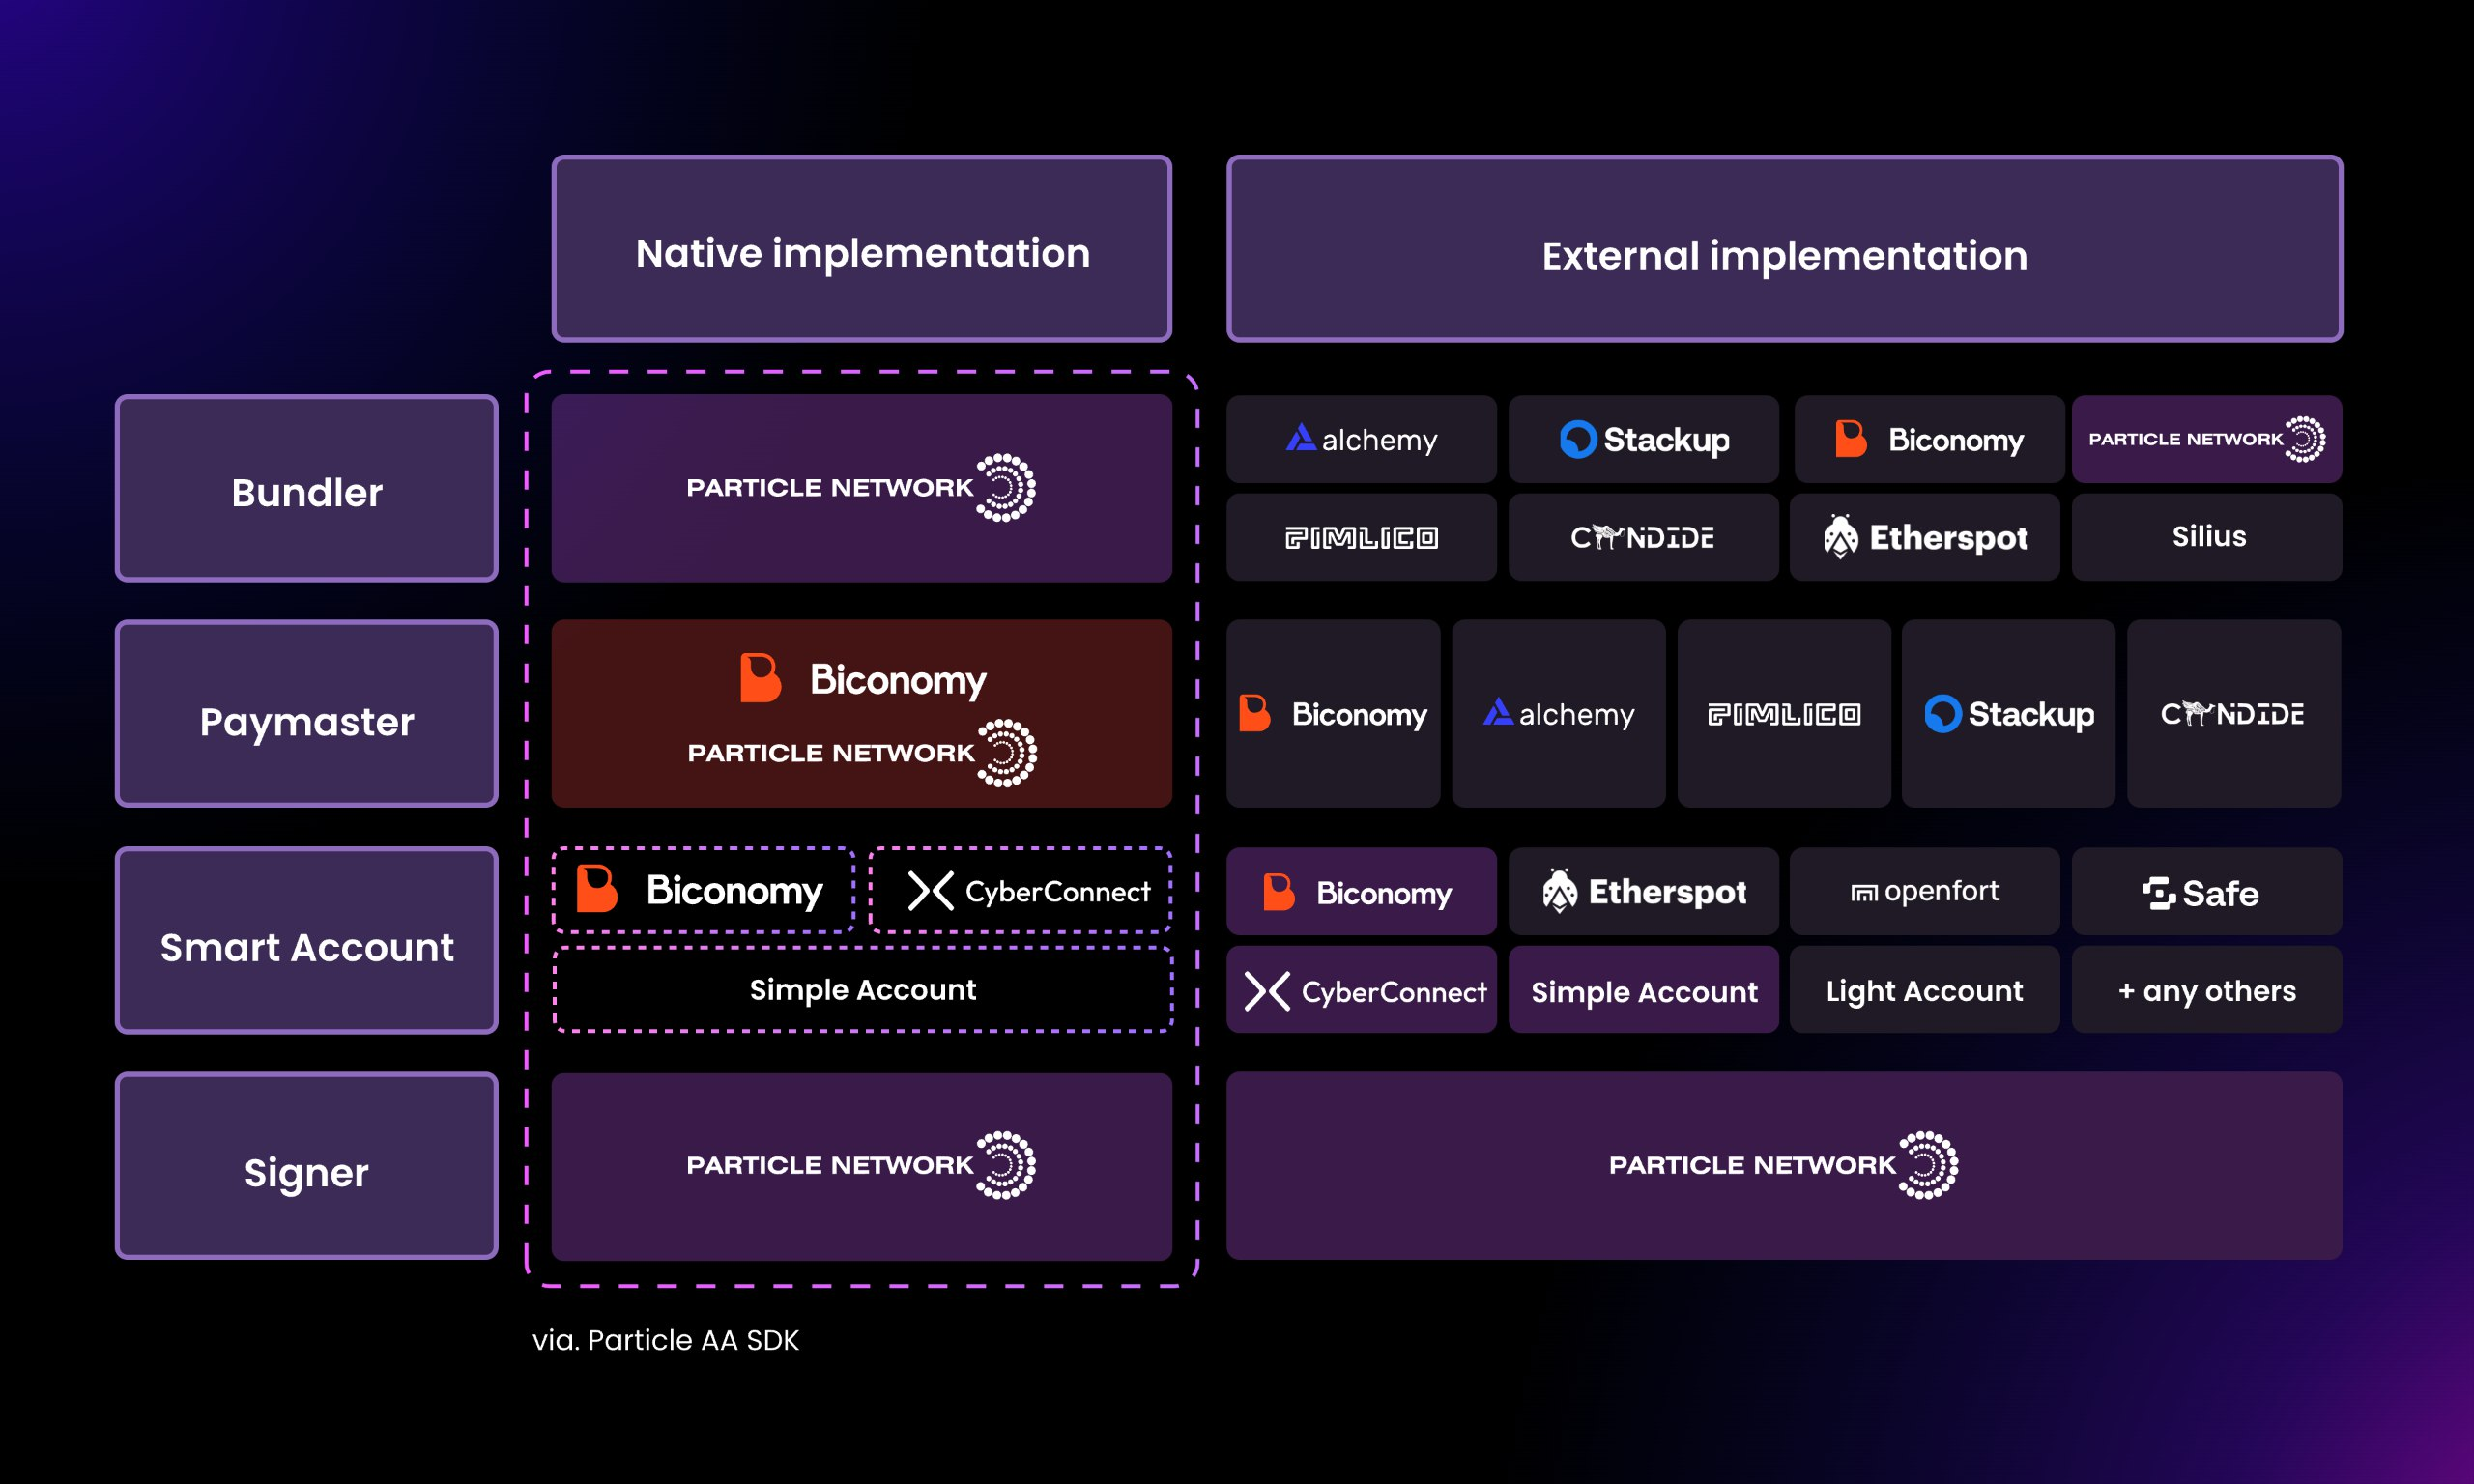 Native implementation
External implementation
Bundler
PARTICLE NETWORK
alchemy
Stackup
Biconomy
PARTICLE NETWORK
PIMLICO
CANDIDE
Etherspot
Silius
Paymaster
Biconomy
PARTICLE NETWORK
Biconomy
alchemy
PIMLICO
Stackup
CANDIDE
Smart Account
Biconomy
CyberConnect
Simple Account
Biconomy
Etherspot
openfort
Safe
CyberConnect
Simple Account
Light Account
+ any others
Signer
PARTICLE NETWORK
PARTICLE NETWORK
via. Particle AA SDK